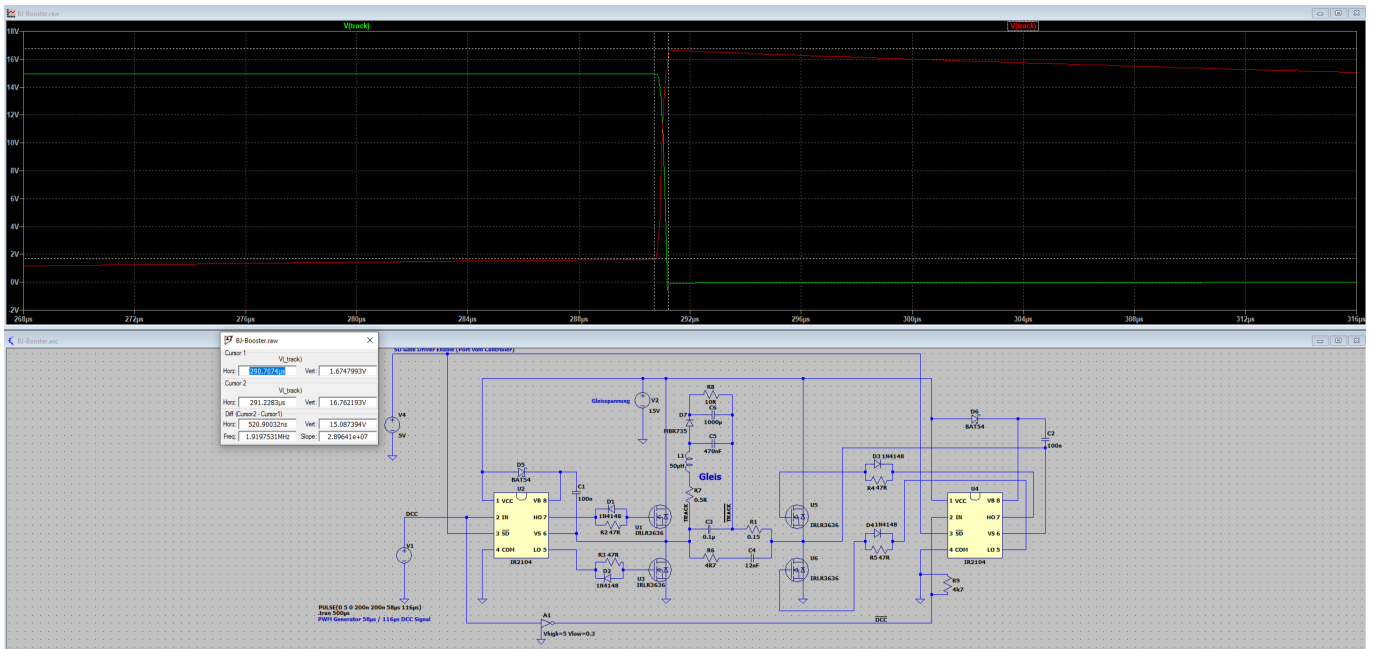 BJ-Booster.raw
V(track)
V(track)
18V
16V
14V
12V
10V
8V
6V
4V
2V
0V
-2V
268µs
272µs
276µs
280µs
284µs
288µs
292µs
296µs
300µs
304µs
308µs
312µs
316µs
BJ-Booster.asc
BJ-Booster.raw
Cursor 1
V(_track)
Horz: 290.7074µs Vert: 1.6747993V
Cursor 2
V(_track)
Horz: 291.2283µs Vert: 16.762193V
Diff (Cursor2 - Cursor1)
Horz: 520.90032ns Vert: 15.087394V
Freq: 1.9197531MHz Slope: 2.89641e+07
SD Gate Driver Enable (Port vom Controller)
V4
5V
Gleisspannung
V2
15V
R8
10R
C6
1000µ
D7
MBR735
C5
470nF
L1
50µH
Gleis
R7
0.5R
TRACK
TRACK
C3
0.1µ
R1
0.15
R6
4R7
C4
12nF
D5
BAT54
U2
1 VCC VB 8
2 IN HO 7
3 SD VS 6
4 COM LO 5
IR2104
C1
100n
D1
1N4148
R2 47R
U1
IRLR3636
R3 47R
D2
1N4148
U3
IRLR3636
U5
IRLR3636
U6
IRLR3636
D3 1N4148
R4 47R
D4 1N4148
R5 47R
D6
BAT54
C2
100n
U4
1 VCC VB 8
2 IN HO 7
3 SD VS 6
4 COM LO 5
IR2104
R9
4k7
DCC
V1
PULSE(0 5 0 200n 200n 58µs 116µs)
.tran 500µs
PWM Generator 58µs / 116µs DCC Signal
A1
Vhigh=5 Vlow=0.3
DCC